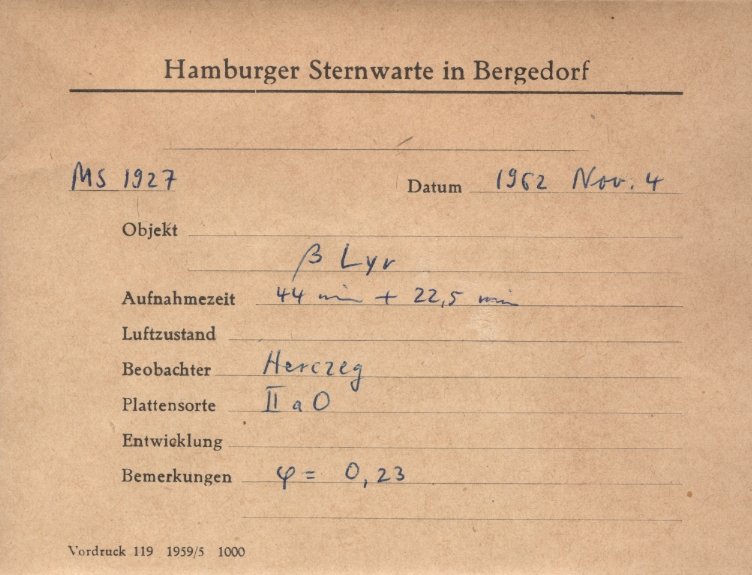 Hamburger Sternwarte in Bergedorf
MS 1927 Datum 1962 Nov. 4
Objekt
β Lyr
Aufnahmezeit 44 min + 22,5 min
Luftzustand
Beobachter Herczeg
Plattensorte II a O
Entwicklung
Bemerkungen φ = 0,23
Vordruck 119 1959/5 1000